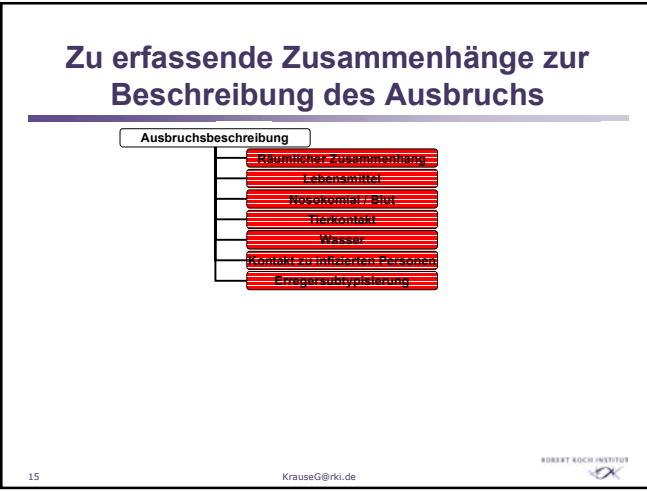 Zu erfassende Zusammenhänge zur
Beschreibung des Ausbruchs
Ausbruchsbeschreibung
Räumlicher Zusammenhang
Lebensmittel
Nosokomial / Blut
Tierkontakt
Wasser
Kontakt zu infizierten Personen
Erregersubtypisierung
15
KrauseG@rki.de
ROBERT KOCH INSTITUT